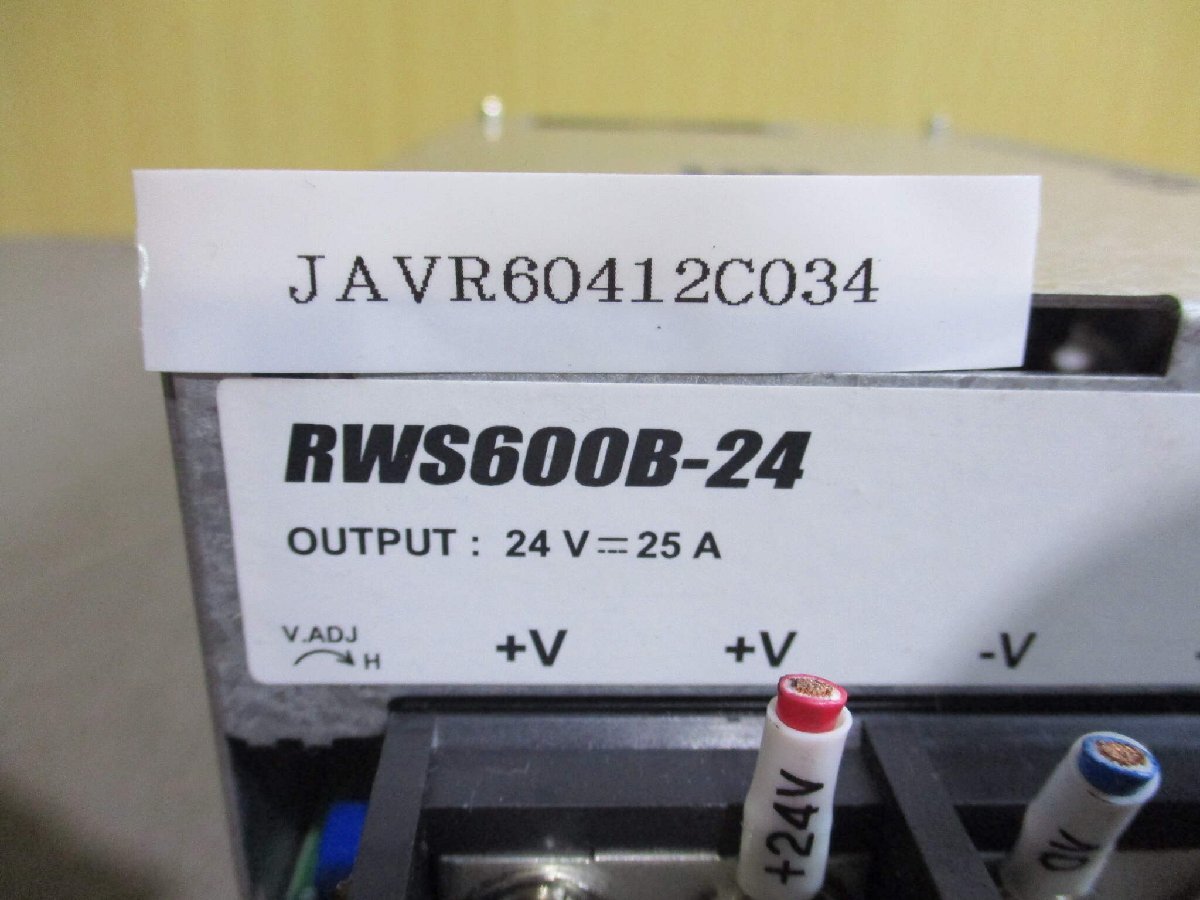 JAVR60412C034
RWS600B-24
OUTPUT : 24 V⎓25 A
V.ADJ
H
+V +V -V
+24V
0V